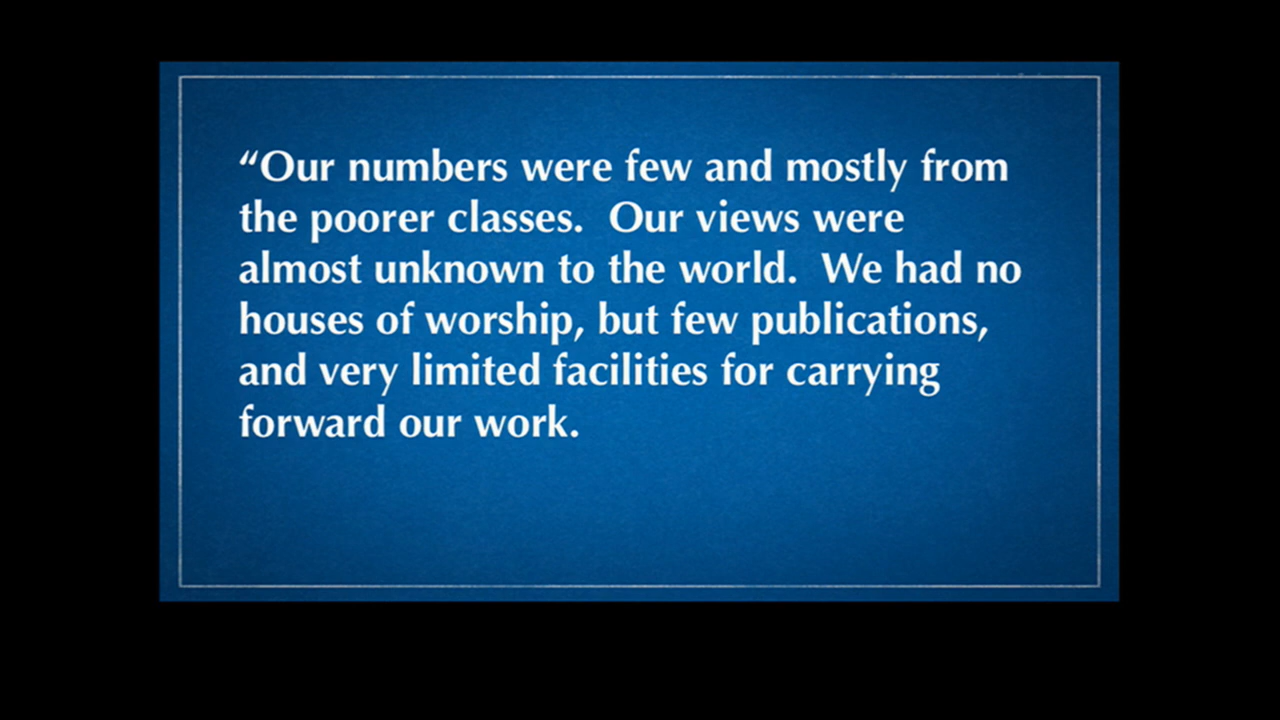 “Our numbers were few and mostly from
the poorer classes.  Our views were
almost unknown to the world.  We had no
houses of worship, but few publications,
and very limited facilities for carrying
forward our work.